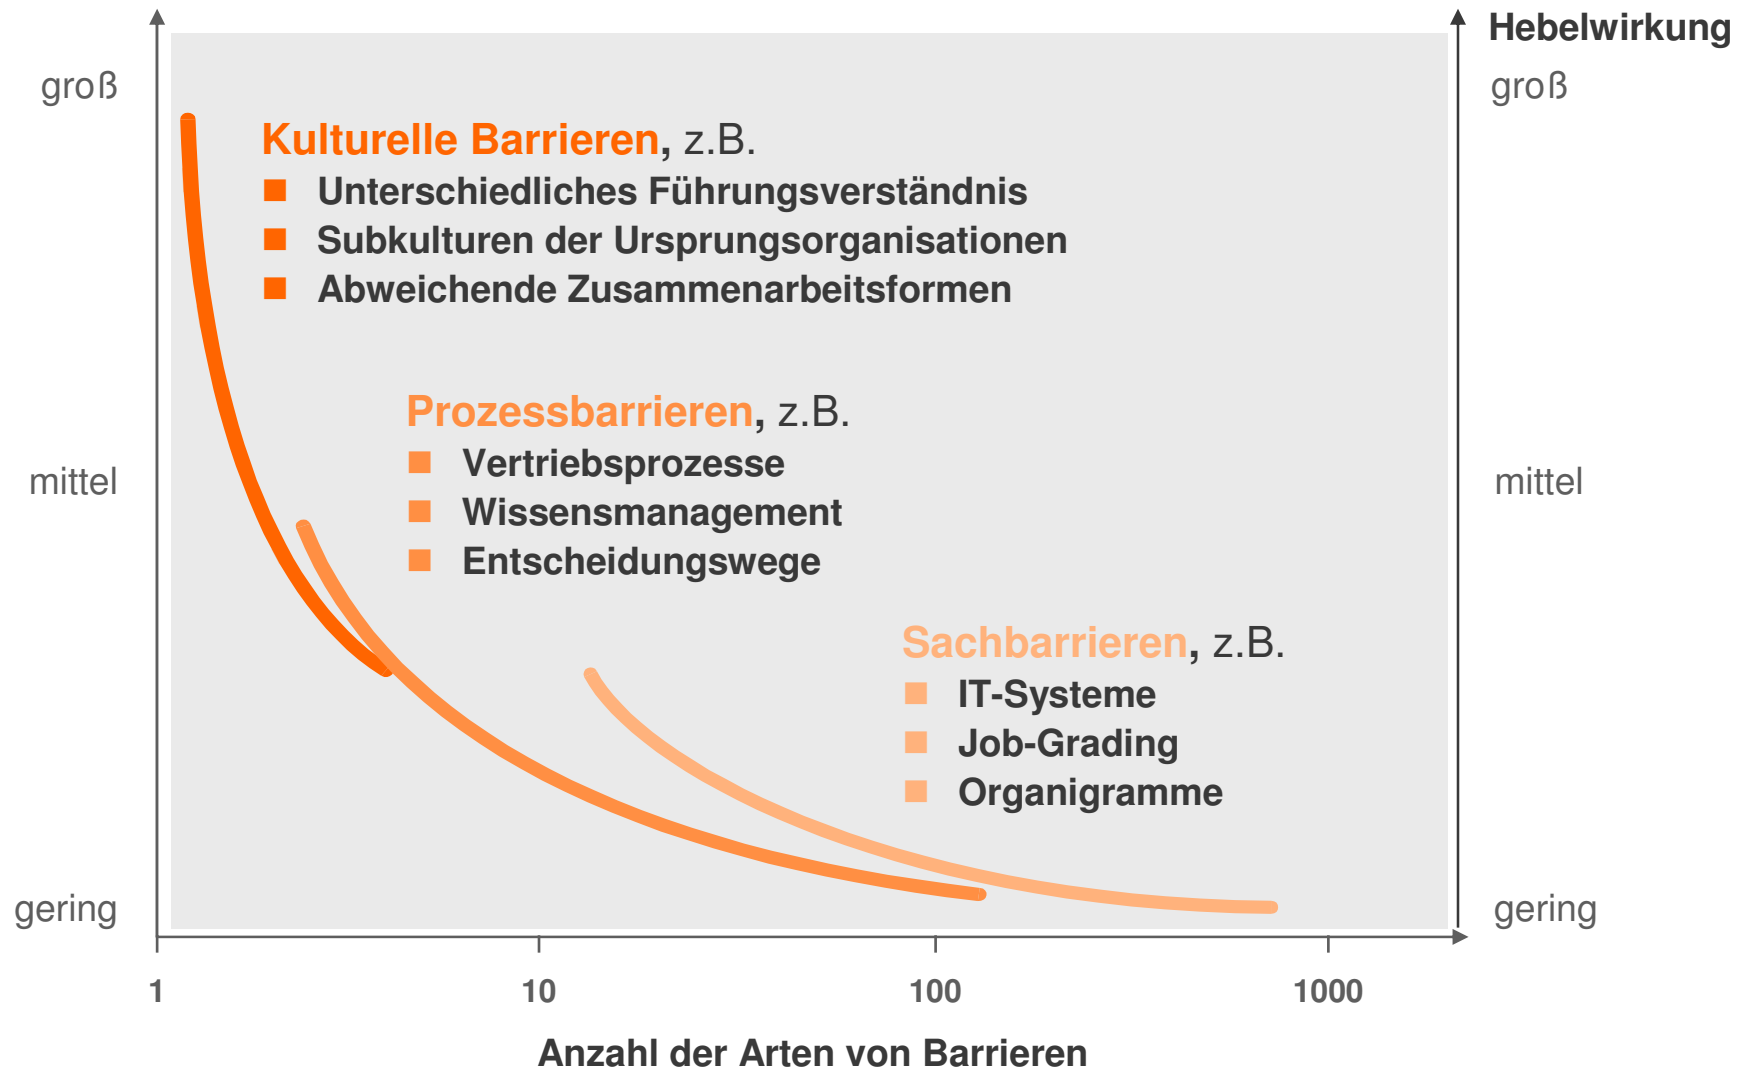 Hebelwirkung
groß
groß
Kulturelle Barrieren, z.B.
Unterschiedliches Führungsverständnis
Subkulturen der Ursprungsorganisationen
Abweichende Zusammenarbeitsformen
Prozessbarrieren, z.B.
Vertriebsprozesse
mittel
mittel
Wissensmanagement
Entscheidungswege
Sachbarrieren, z.B.
IT-Systeme
Job-Grading
Organigramme
gering
gering
1
10
100
1000
Anzahl der Arten von Barrieren